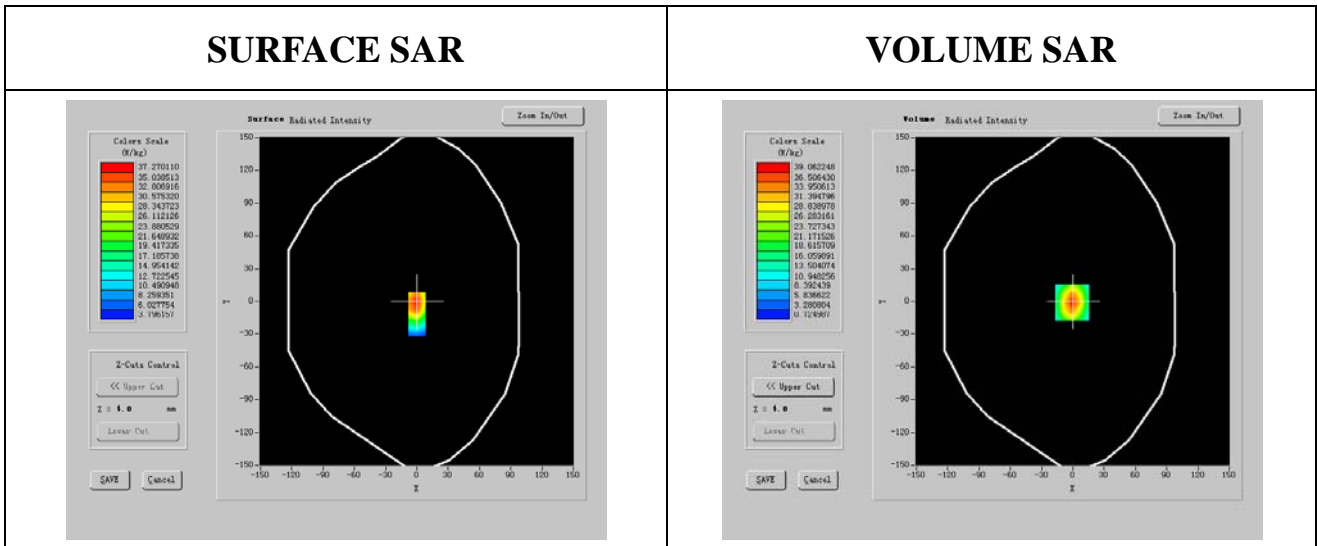 SURFACE SAR
VOLUME SAR
Surface Radiated Intensity
Zoom In/Out
Colors Scale
(W/kg)
37.270110
35.038513
32.806916
30.575320
28.343723
26.112126
23.880529
21.648932
19.417335
17.185738
14.954142
12.722545
10.490948
8.259351
6.027754
3.796157
150
120
90
60
30
0
-30
-60
-90
-120
-150
Y
-150 -120 -90 -60 -30 0 30 60 90 120 150
X
Z-Cuts Control
<< Upper Cut
mm
Lower Cut
SAVE
Cancel
Volume Radiated Intensity
Zoom In/Out
Colors Scale
(W/kg)
39.062248
36.506430
33.950613
31.394796
28.838978
26.283161
23.727343
21.171526
18.615709
16.059891
13.504074
10.948256
8.392439
5.836622
3.280804
0.724987
150
120
90
60
30
0
-30
-60
-90
-120
-150
Y
-150 -120 -90 -60 -30 0 30 60 90 120 150
X
Z-Cuts Control
<< Upper Cut
mm
Lower Cut
SAVE
Cancel